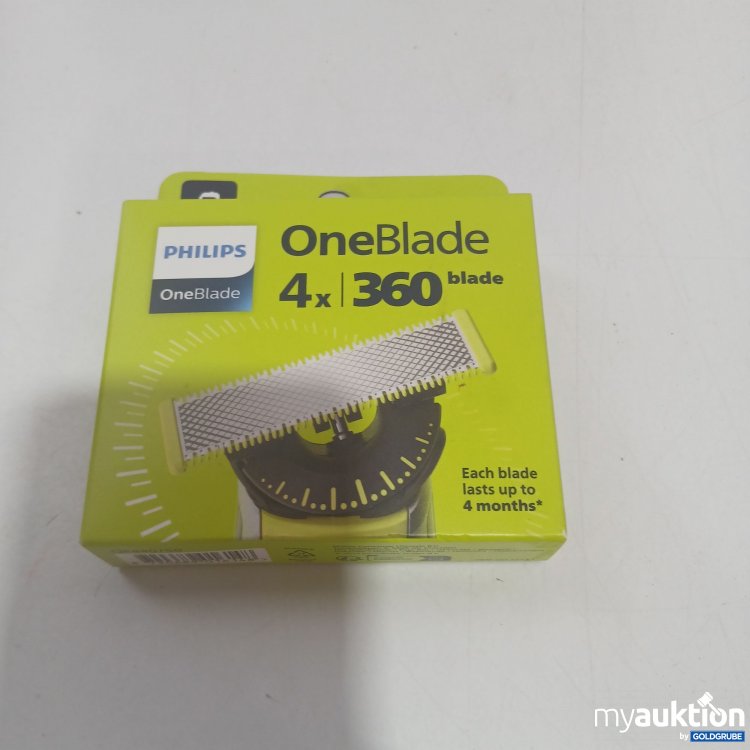 PHILIPS
OneBlade
OneBlade
4x | 360 blade
Each blade
lasts up to
4 months*
myauktion
by GOLDGRUBE